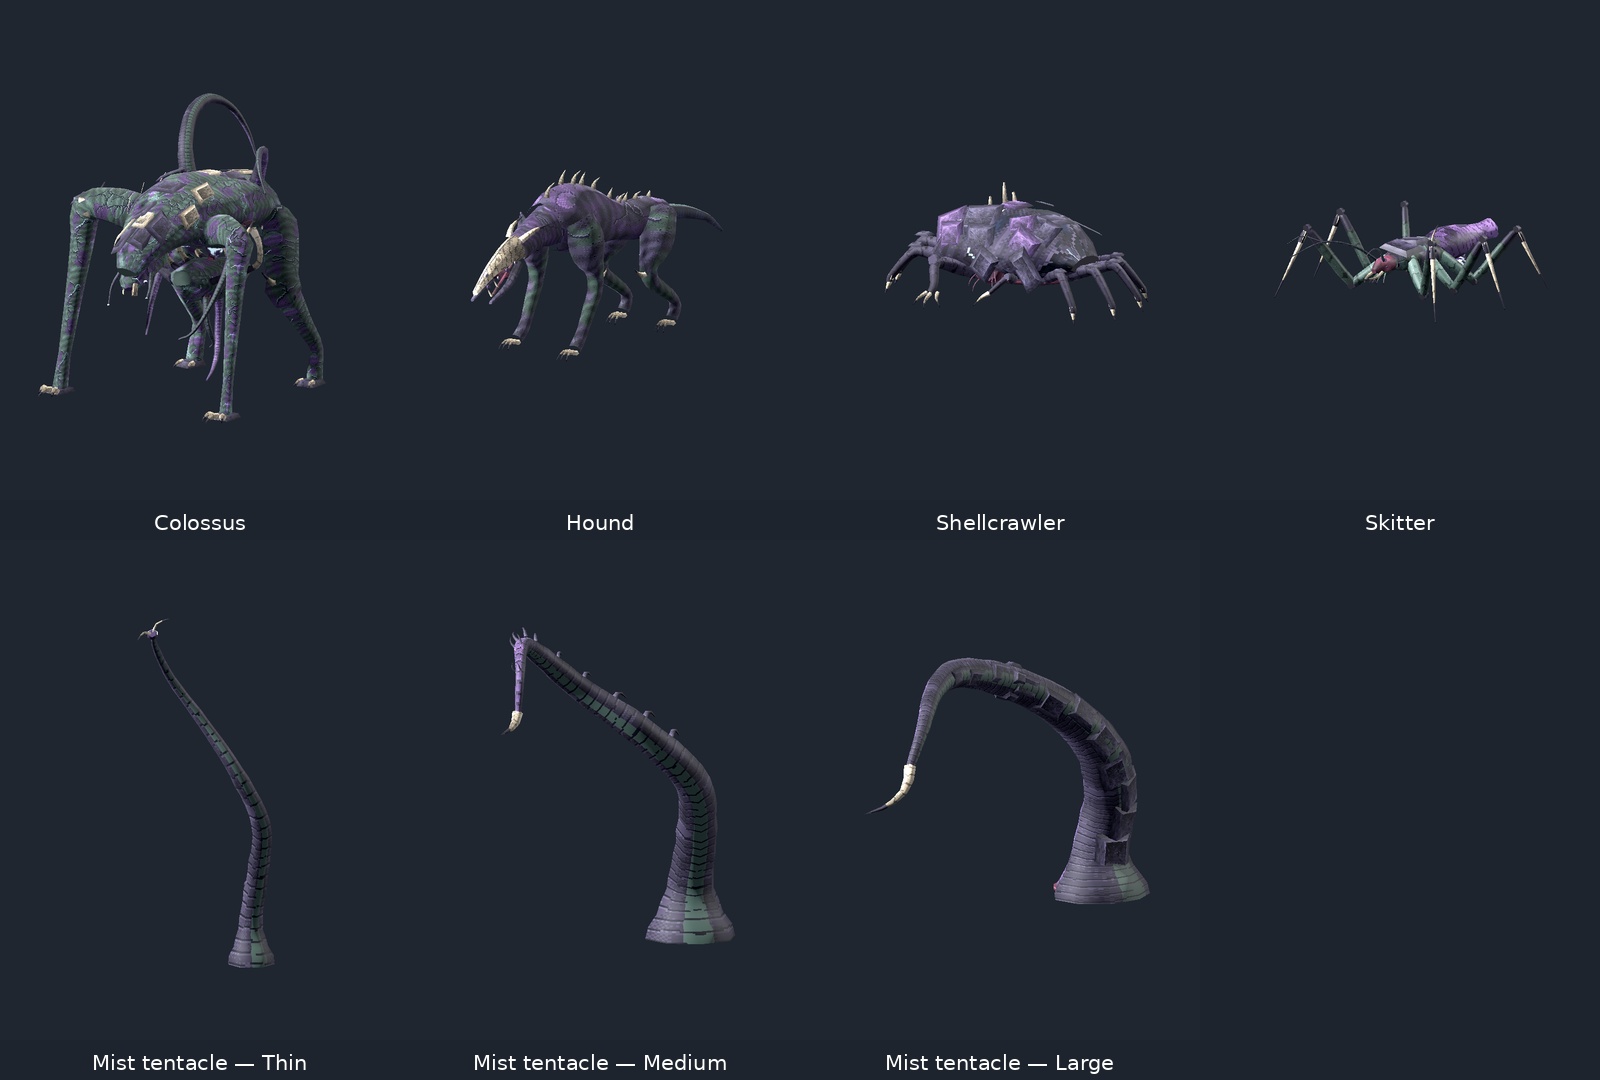 Colossus
Hound
Shellcrawler
Skitter
Mist tentacle — Thin
Mist tentacle — Medium
Mist tentacle — Large